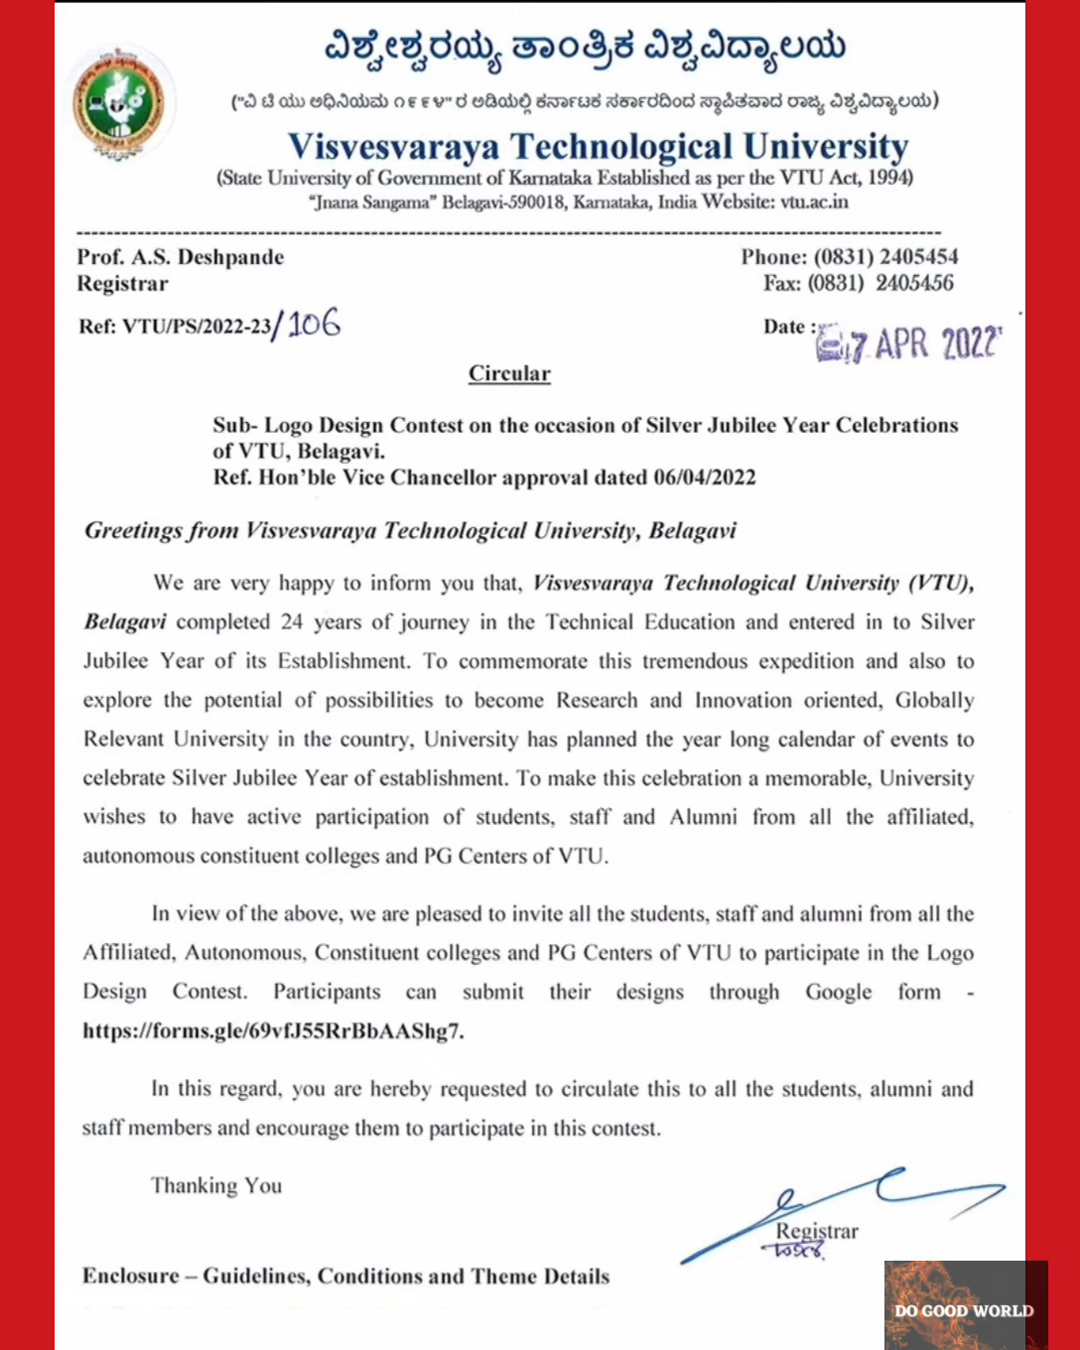 ವಿಶ್ವೇಶ್ವರಯ್ಯ ತಾಂತ್ರಿಕ ವಿಶ್ವವಿದ್ಯಾಲಯ
("ವಿ ಟಿ ಯು ಅಧಿನಿಯಮ ೧೯೯೪" ರ ಅಡಿಯಲ್ಲಿ ಕರ್ನಾಟಕ ಸರ್ಕಾರದಿಂದ ಸ್ಥಾಪಿತವಾದ ರಾಜ್ಯ ವಿಶ್ವವಿದ್ಯಾಲಯ)
Visvesvaraya Technological University
(State University of Government of Karnataka Established as per the VTU Act, 1994)
"Jnana Sangama" Belagavi-590018, Karnataka, India Website: vtu.ac.in
Prof. A.S. Deshpande
Registrar
Phone: (0831) 2405454
Fax: (0831) 2405456
Ref: VTU/PS/2022-23/106
Date : 7 APR 2022
Circular
Sub- Logo Design Contest on the occasion of Silver Jubilee Year Celebrations
of VTU, Belagavi.
Ref. Hon'ble Vice Chancellor approval dated 06/04/2022
Greetings from Visvesvaraya Technological University, Belagavi
We are very happy to inform you that, Visvesvaraya Technological University (VTU),
Belagavi completed 24 years of journey in the Technical Education and entered in to Silver
Jubilee Year of its Establishment. To commemorate this tremendous expedition and also to
explore the potential of possibilities to become Research and Innovation oriented, Globally
Relevant University in the country, University has planned the year long calendar of events to
celebrate Silver Jubilee Year of establishment. To make this celebration a memorable, University
wishes to have active participation of students, staff and Alumni from all the affiliated,
autonomous constituent colleges and PG Centers of VTU.
In view of the above, we are pleased to invite all the students, staff and alumni from all the
Affiliated, Autonomous, Constituent colleges and PG Centers of VTU to participate in the Logo
Design Contest. Participants can submit their designs through Google form -
https://forms.gle/69vfJ55RrBbAAShg7.
In this regard, you are hereby requested to circulate this to all the students, alumni and
staff members and encourage them to participate in this contest.
Thanking You
Registrar
Enclosure – Guidelines, Conditions and Theme Details
DO GOOD WORLD